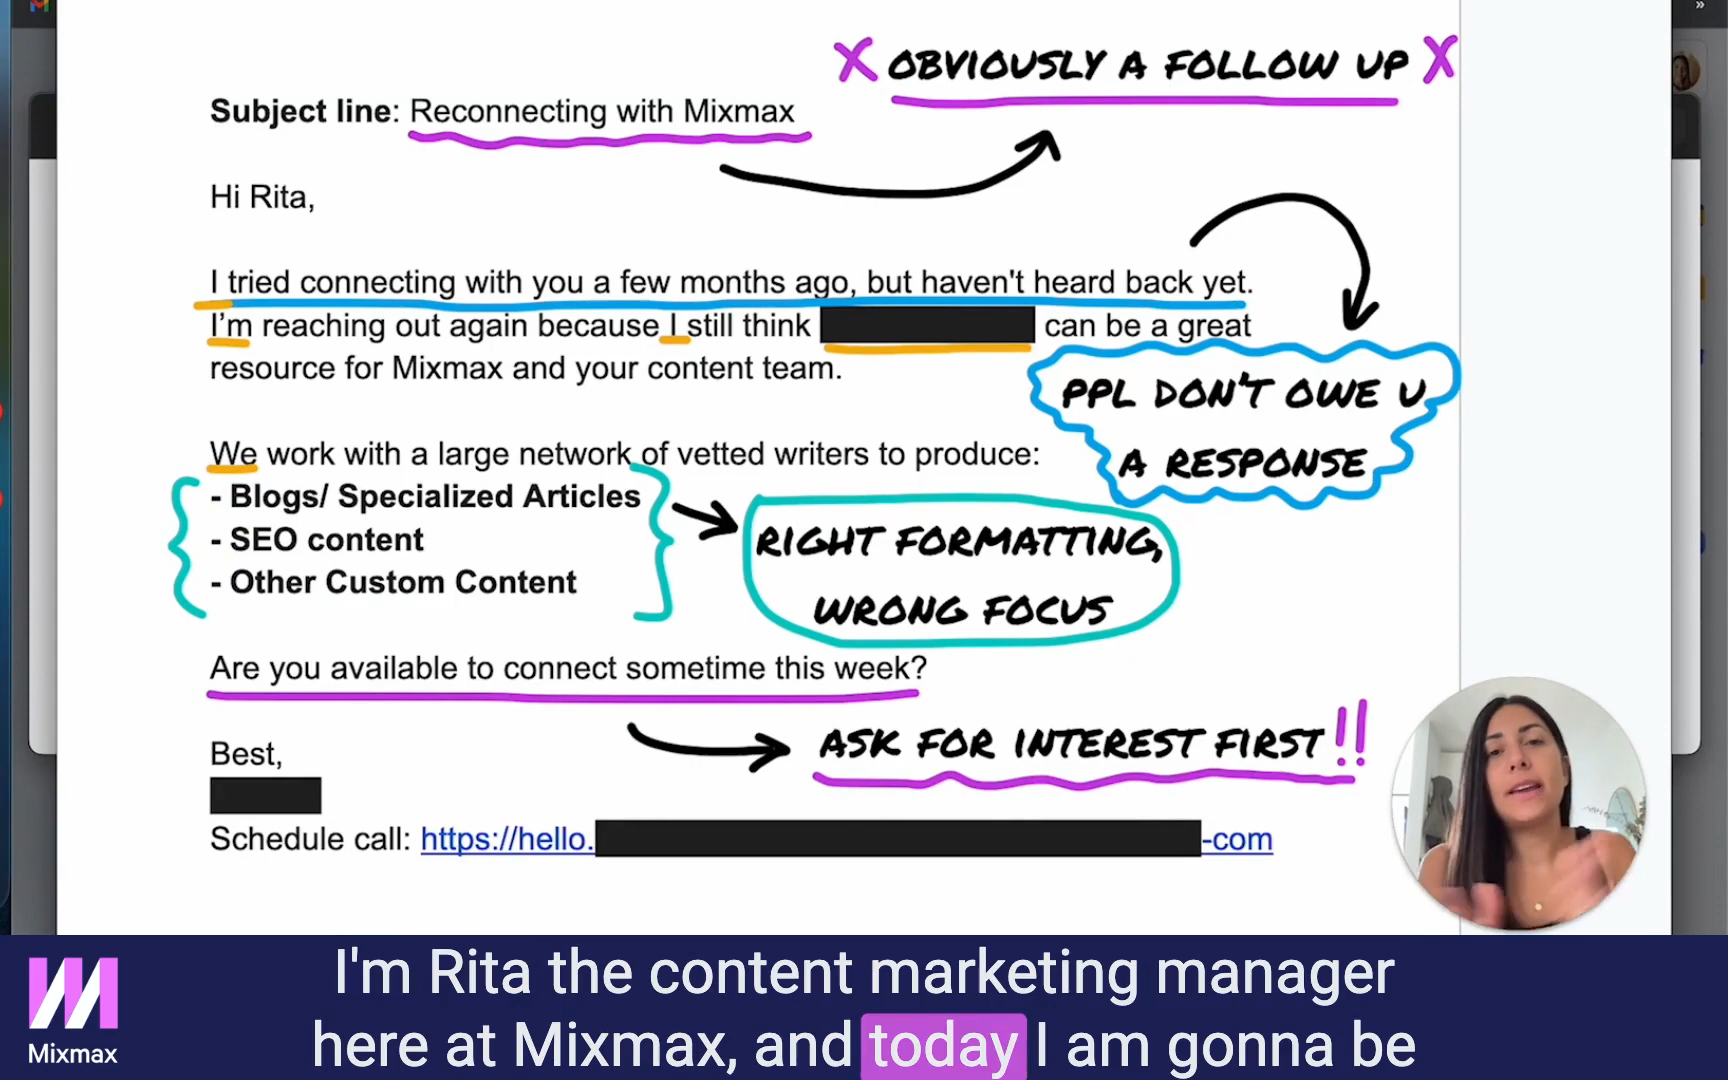 »
X OBVIOUSLY A FOLLOW UP X
Subject line: Reconnecting with Mixmax
Hi Rita,
I tried connecting with you a few months ago, but haven't heard back yet.
I'm reaching out again because I still think can be a great
resource for Mixmax and your content team.
PPL DON'T OWE U
A RESPONSE
We work with a large network of vetted writers to produce:
- Blogs/ Specialized Articles
- SEO content
- Other Custom Content
RIGHT FORMATTING,
WRONG FOCUS
Are you available to connect sometime this week?
ASK FOR INTEREST FIRST!!
Best,
Schedule call: https://hello. -com
I'm Rita the content marketing manager
here at Mixmax, and today I am gonna be
Mixmax